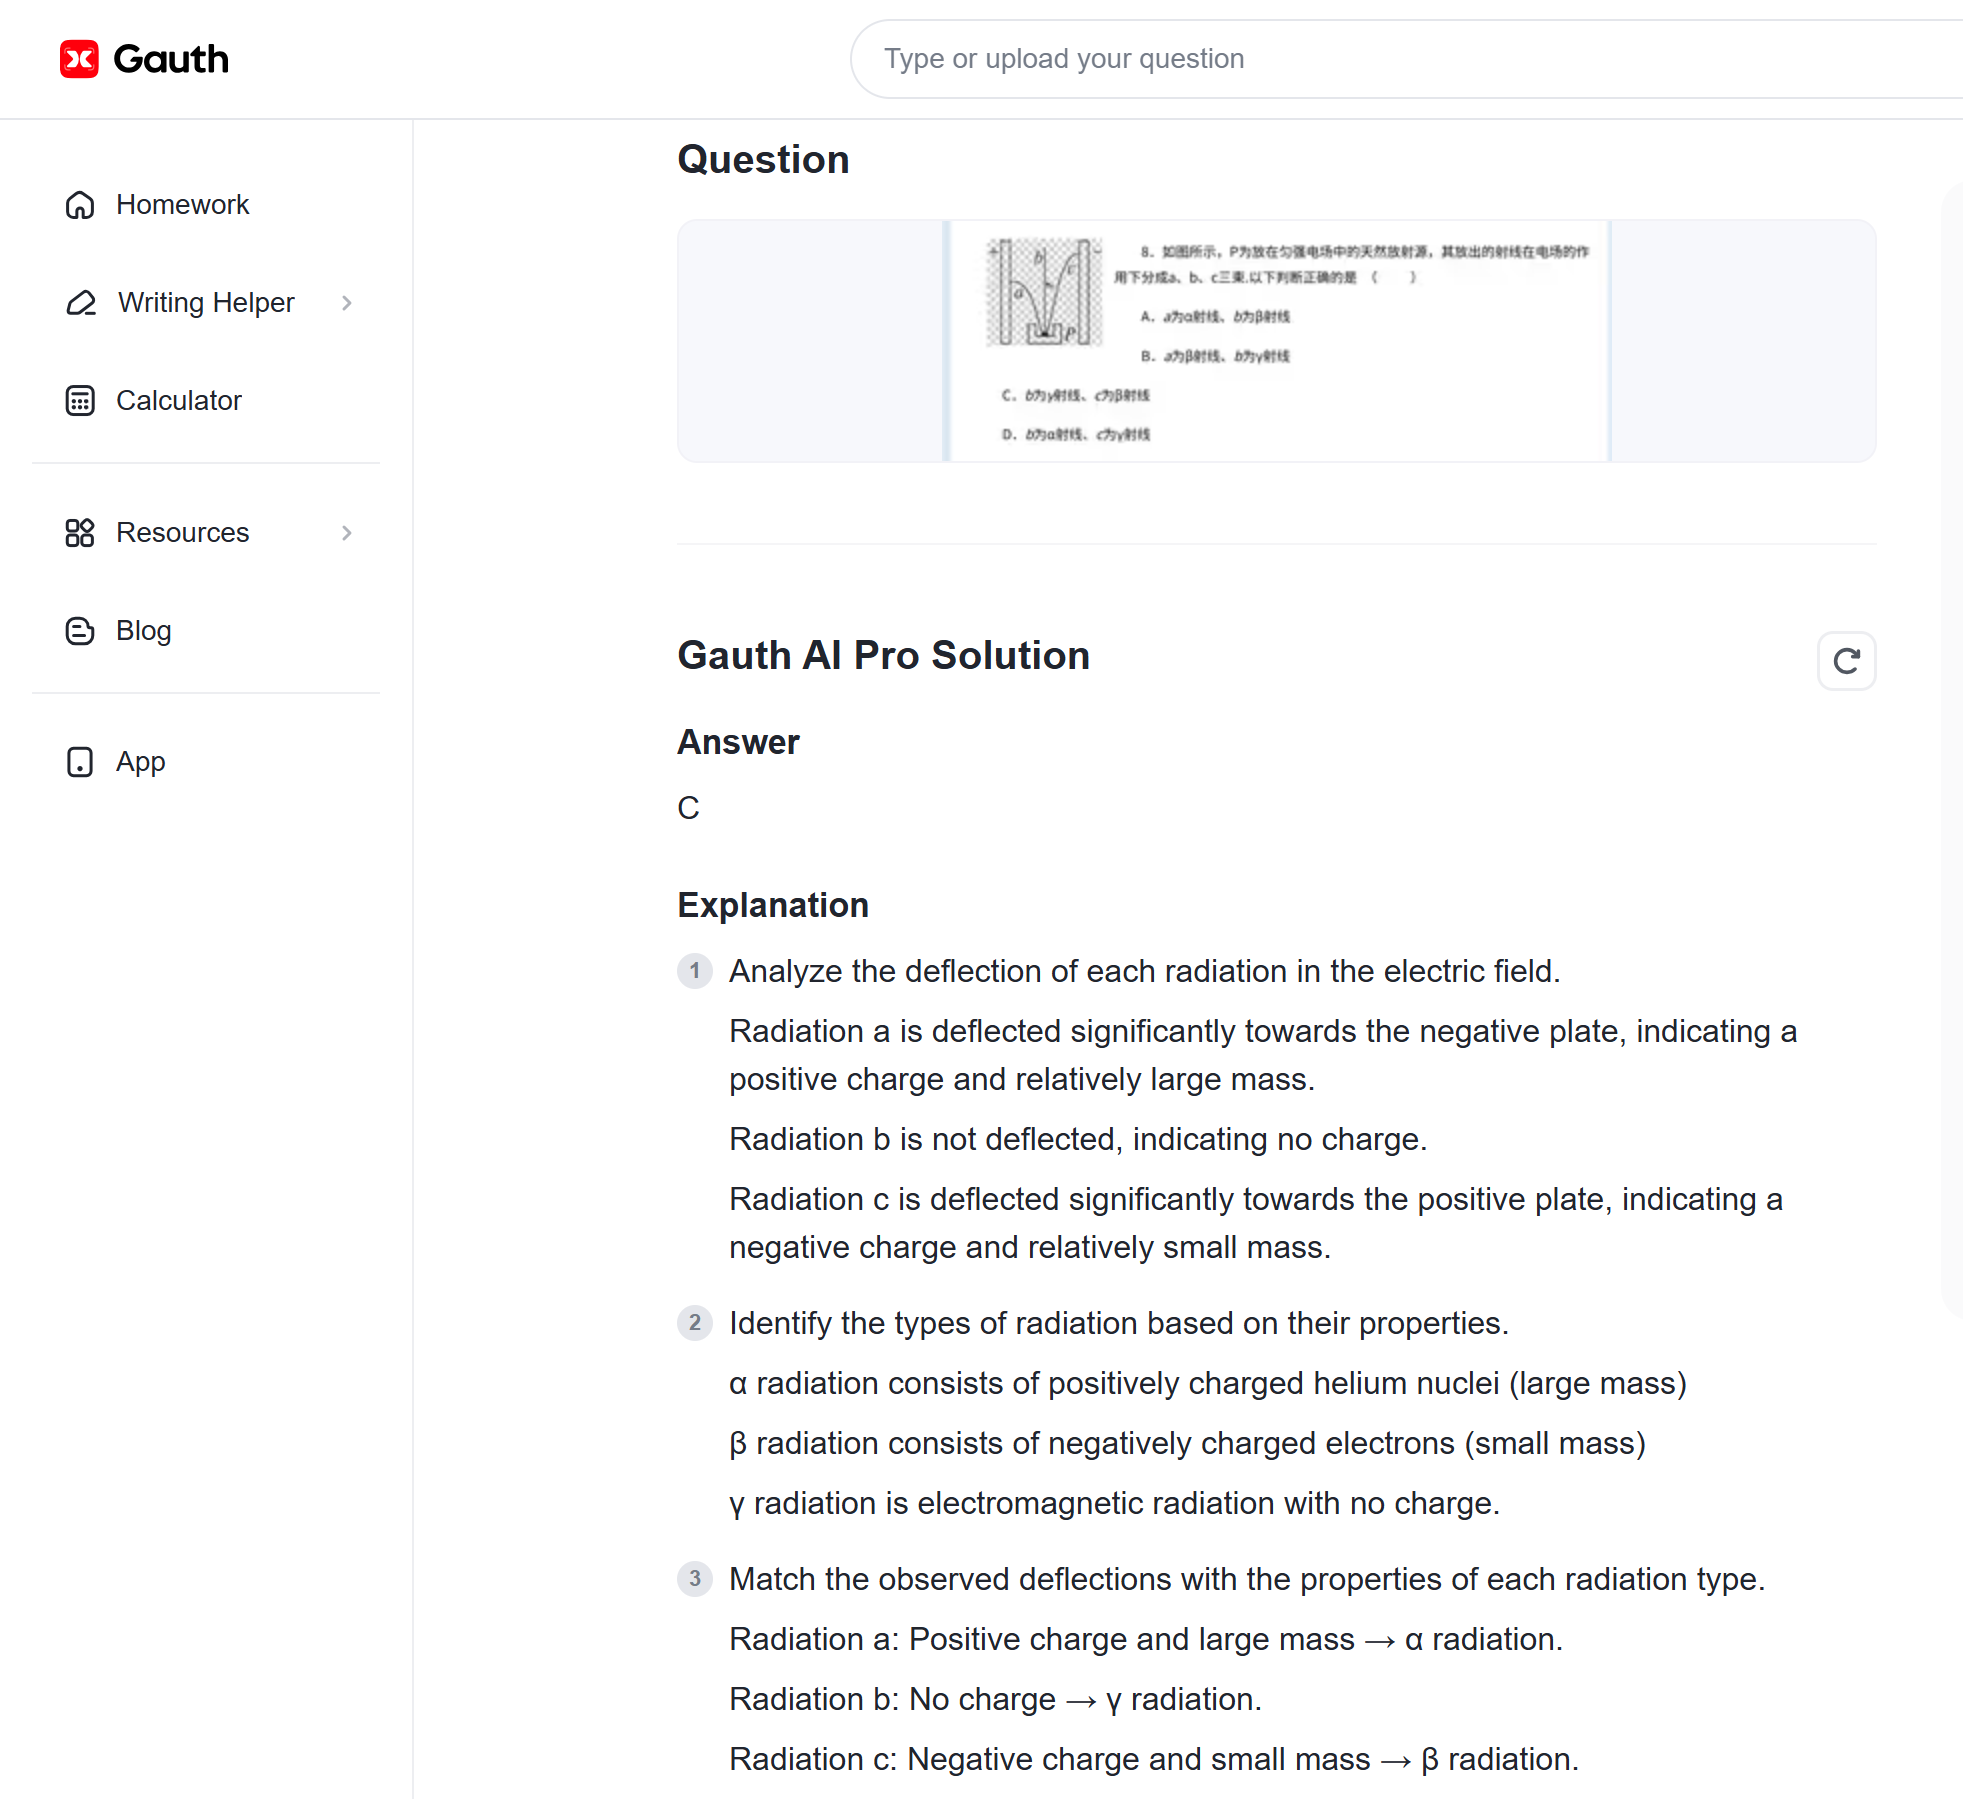 Gauth
Type or upload your question
Homework
Writing Helper
Calculator
Resources
Blog
App
Question
+
−
b
c
a
P
8. 如图所示，P为放在匀强电场中的天然放射源，其放出的射线在电场的作
用下分成a、b、c三束.以下判断正确的是 （ ）
A. a为α射线、b为β射线
B. a为β射线、b为γ射线
C. b为γ射线、c为β射线
D. b为α射线、c为γ射线
Gauth AI Pro Solution
Answer
C
Explanation
1 Analyze the deflection of each radiation in the electric field.
Radiation a is deflected significantly towards the negative plate, indicating a
positive charge and relatively large mass.
Radiation b is not deflected, indicating no charge.
Radiation c is deflected significantly towards the positive plate, indicating a
negative charge and relatively small mass.
2 Identify the types of radiation based on their properties.
α radiation consists of positively charged helium nuclei (large mass)
β radiation consists of negatively charged electrons (small mass)
γ radiation is electromagnetic radiation with no charge.
3 Match the observed deflections with the properties of each radiation type.
Radiation a: Positive charge and large mass → α radiation.
Radiation b: No charge → γ radiation.
Radiation c: Negative charge and small mass → β radiation.